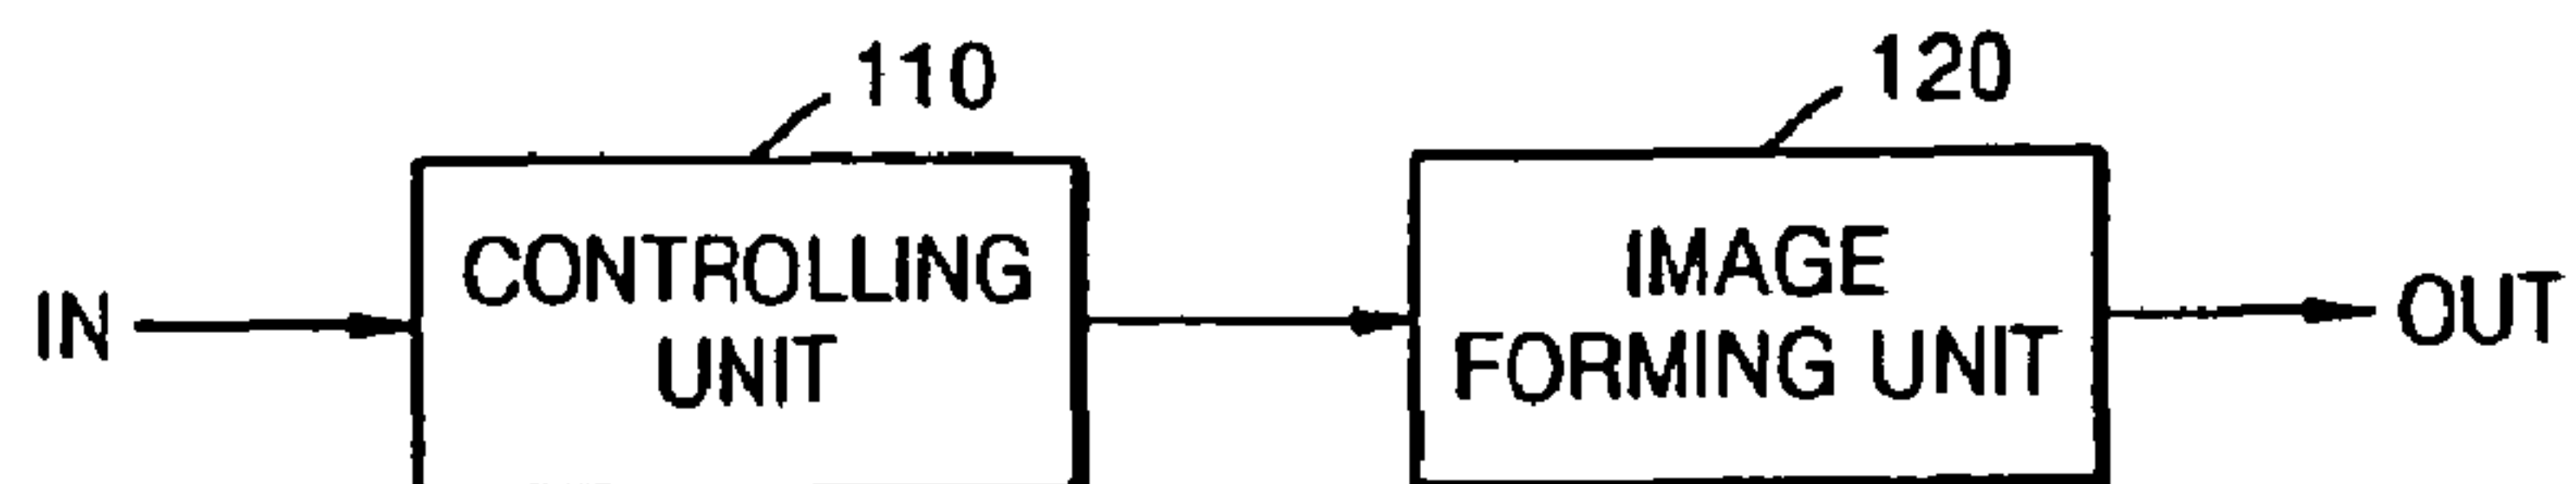 110
120
IN
CONTROLLING
UNIT
IMAGE
FORMING UNIT
OUT